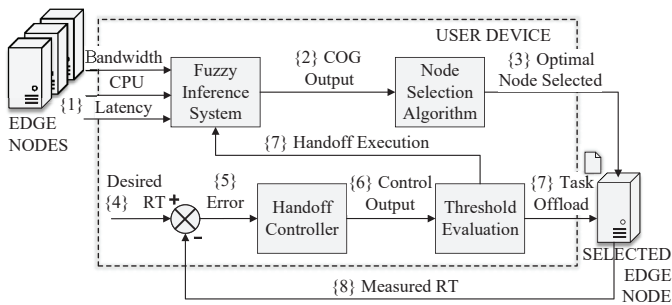 USER DEVICE
Bandwidth
CPU
{1} Latency
EDGE
NODES
Fuzzy
Inference
System
{2} COG
Output
Node
Selection
Algorithm
{3} Optimal
Node Selected
{7} Handoff Execution
Desired
{4} RT
+
-
{5}
Error
Handoff
Controller
{6} Control
Output
Threshold
Evaluation
{7} Task
Offload
SELECTED
EDGE
NODE
{8} Measured RT